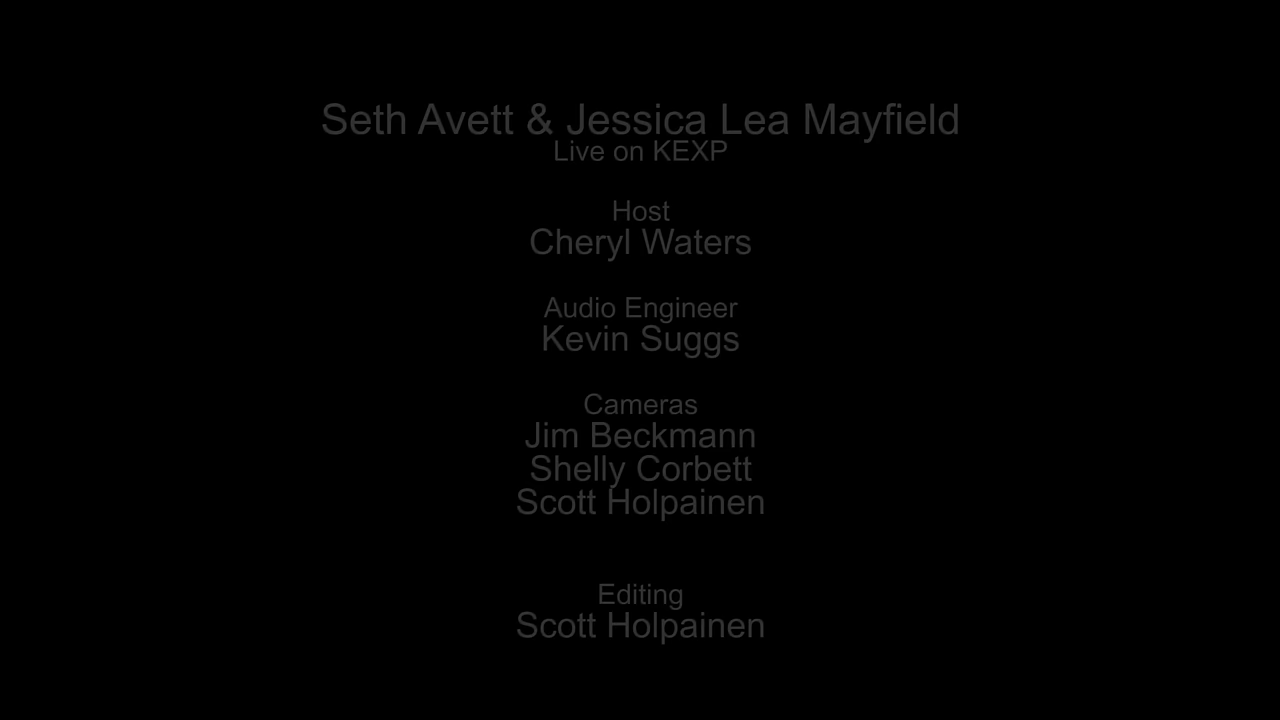 Seth Avett & Jessica Lea Mayfield
Live on KEXP
Host
Cheryl Waters
Audio Engineer
Kevin Suggs
Cameras
Jim Beckmann
Shelly Corbett
Scott Holpainen
Editing
Scott Holpainen